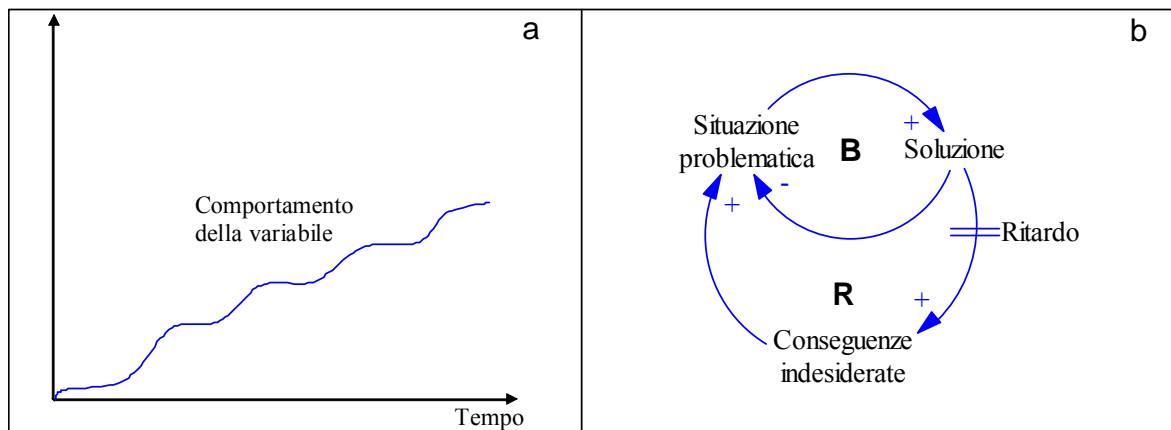 a
Comportamento
della variabile
Tempo
b
Situazione
problematica
+
B
Soluzione
-
+
Ritardo
R
+
Conseguenze
indesiderate